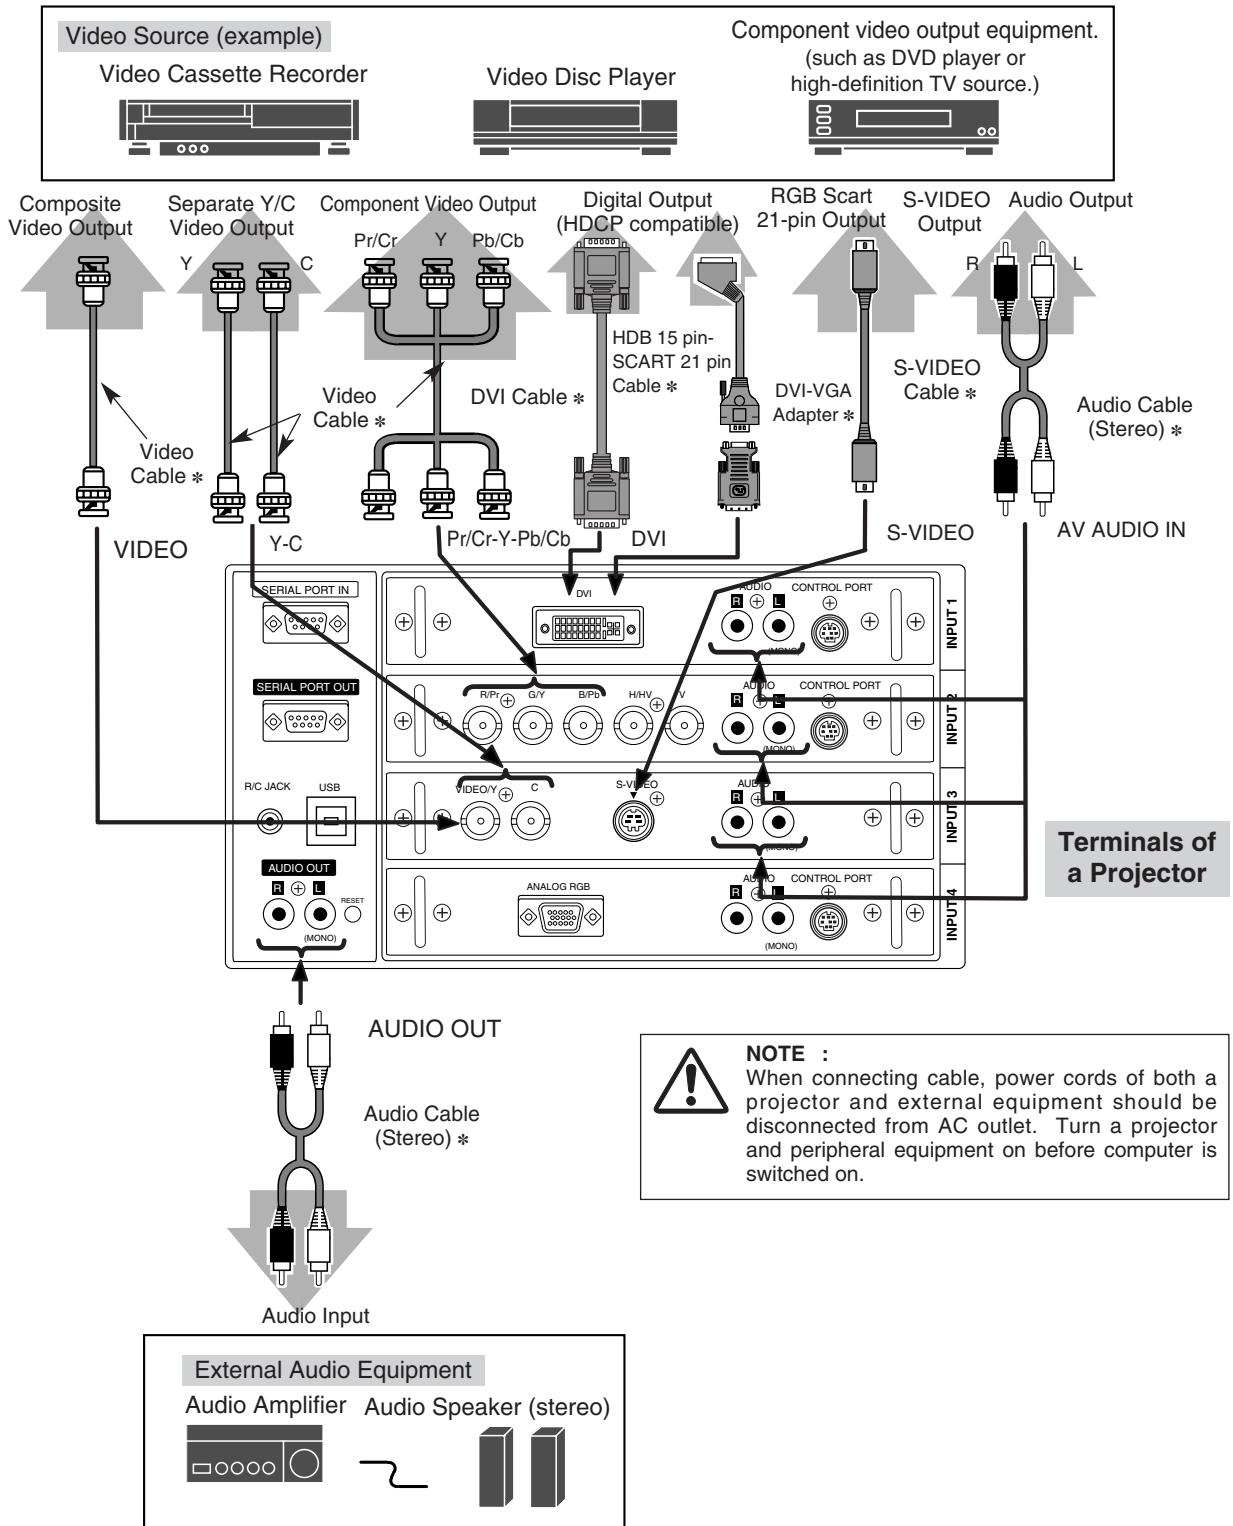 Video Source (example)
Video Cassette Recorder
Video Disc Player
Component video output equipment.
(such as DVD player or
high-definition TV source.)
Composite
Video Output
Separate Y/C
Video Output
Component Video Output
Digital Output
(HDCP compatible)
RGB Scart
21-pin Output
S-VIDEO
Output
Audio Output
Y
C
Pr/Cr
Y
Pb/Cb
R
L
HDB 15 pin-
SCART 21 pin
Cable *
Video
Cable *
Video
Cable *
DVI Cable *
DVI-VGA
Adapter *
S-VIDEO
Cable *
Audio Cable
(Stereo) *
VIDEO
Y-C
Pr/Cr-Y-Pb/Cb
DVI
S-VIDEO
AV AUDIO IN
SERIAL PORT IN
DVI
AUDIO
R
L
(MONO)
CONTROL PORT
INPUT 1
SERIAL PORT OUT
R/Pr
G/Y
B/Pb
H/HV
V
AUDIO
R
L
(MONO)
CONTROL PORT
INPUT 2
R/C JACK
USB
VIDEO/Y
C
S-VIDEO
AUDIO
R
L
(MONO)
INPUT 3
Terminals of
a Projector
AUDIO OUT
R
L
RESET
(MONO)
ANALOG RGB
AUDIO
R
L
(MONO)
CONTROL PORT
INPUT 4
AUDIO OUT
Audio Cable
(Stereo) *
NOTE :
When connecting cable, power cords of both a
projector and external equipment should be
disconnected from AC outlet. Turn a projector
and peripheral equipment on before computer is
switched on.
Audio Input
External Audio Equipment
Audio Amplifier
Audio Speaker (stereo)